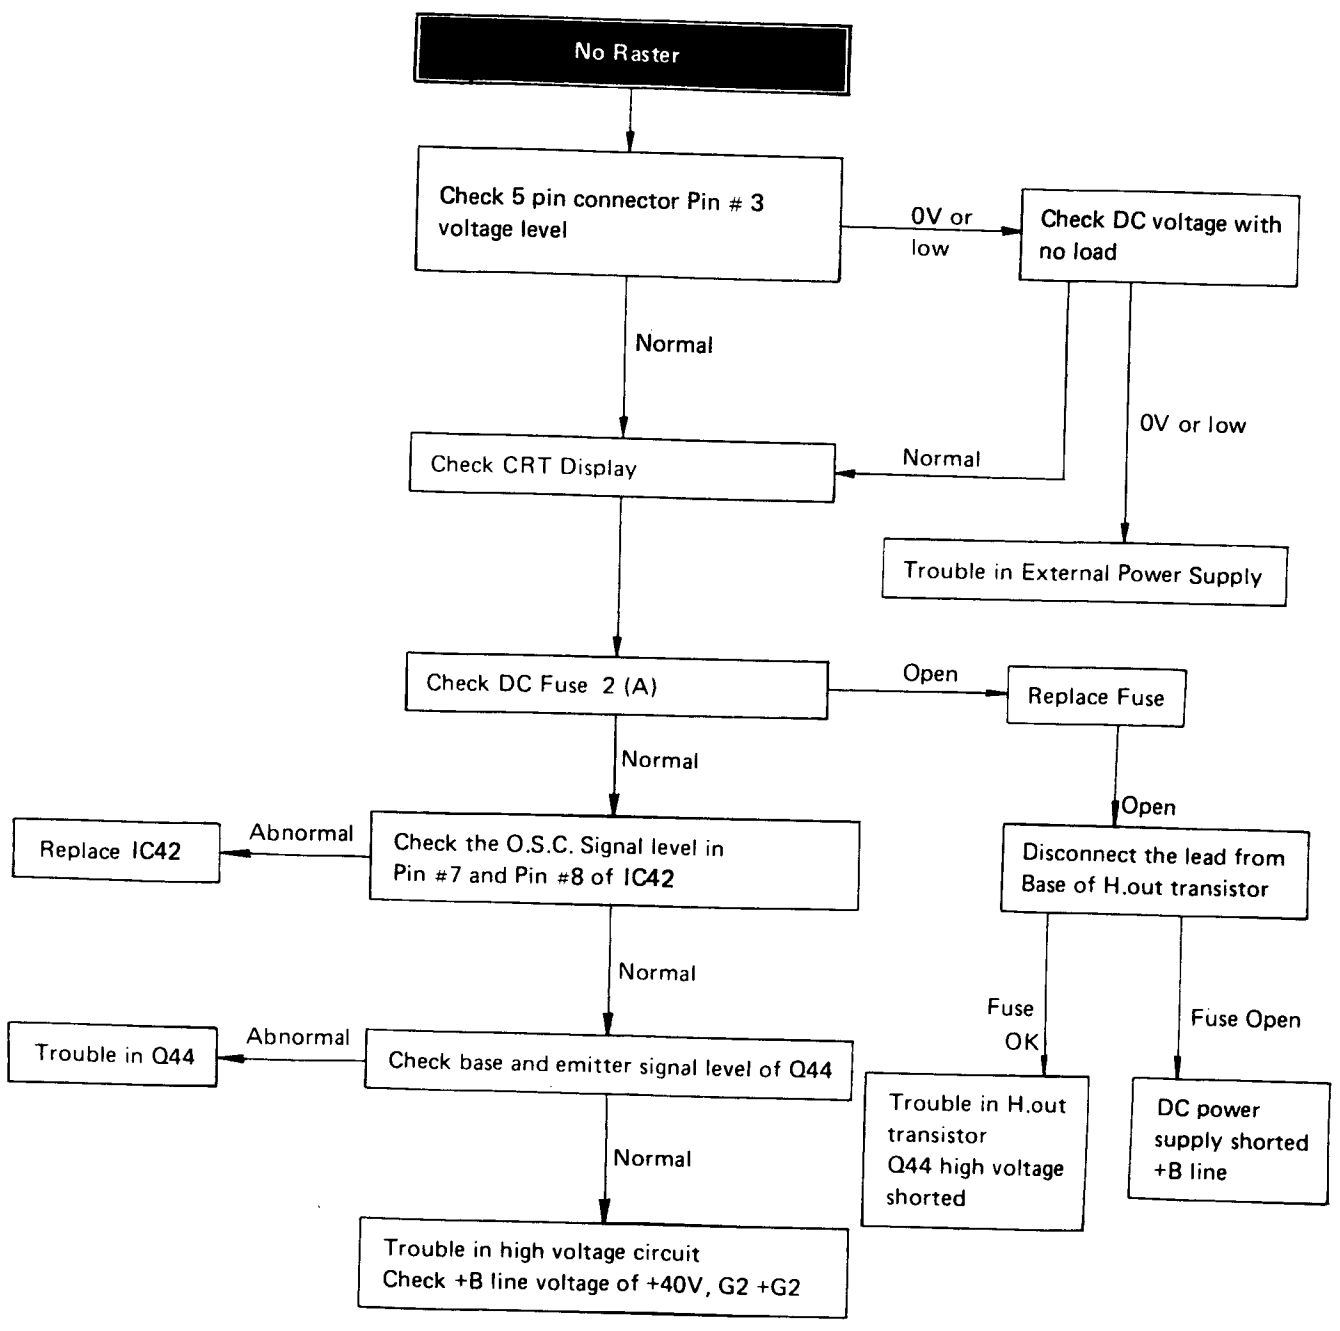 No Raster
Check 5 pin connector Pin # 3
voltage level
0V or
low
Check DC voltage with
no load
Normal
0V or low
Normal
Check CRT Display
Trouble in External Power Supply
Check DC Fuse 2 (A)
Open
Replace Fuse
Normal
Open
Replace IC42
Abnormal
Check the O.S.C. Signal level in
Pin #7 and Pin #8 of IC42
Disconnect the lead from
Base of H.out transistor
Normal
Fuse
OK
Fuse Open
Trouble in Q44
Abnormal
Check base and emitter signal level of Q44
Trouble in H.out
transistor
Q44 high voltage
shorted
DC power
supply shorted
+B line
Normal
Trouble in high voltage circuit
Check +B line voltage of +40V, G2 +G2